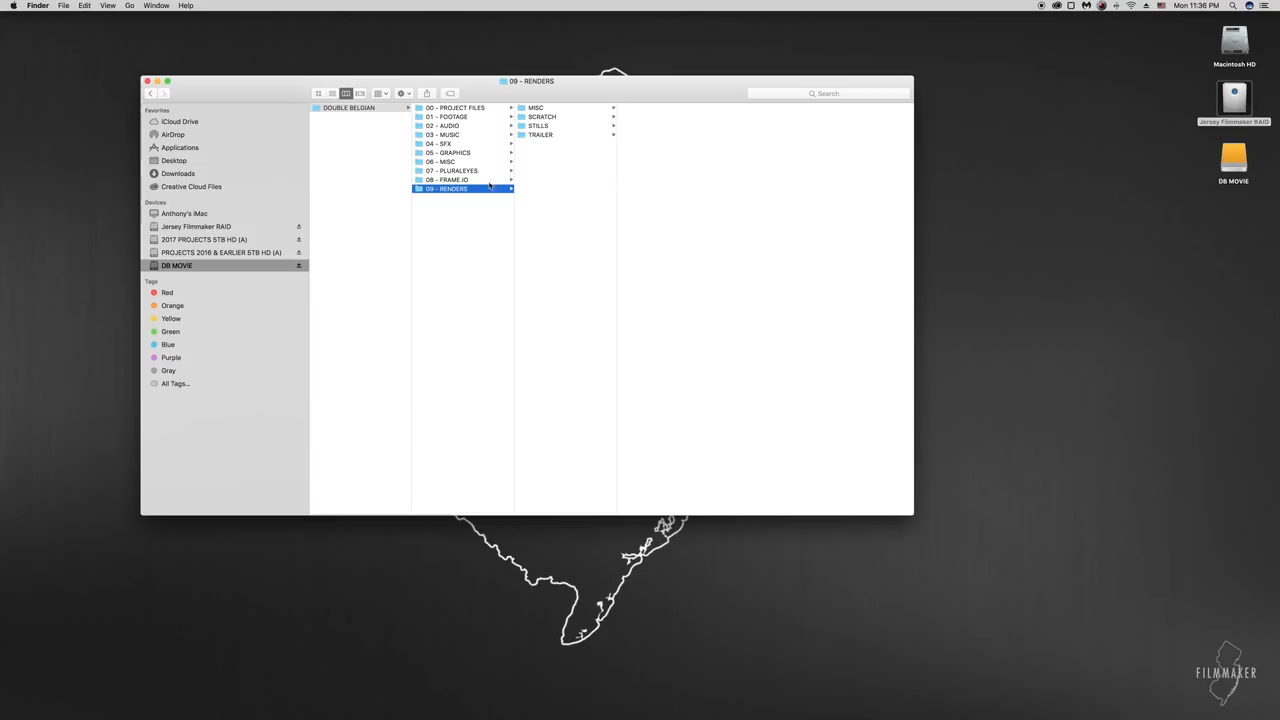 Finder File Edit View Go Window Help
Mon 11:36 PM
Macintosh HD
Jersey Filmmaker RAID
DB MOVIE
09 - RENDERS
Search
Favorites
iCloud Drive
AirDrop
Applications
Desktop
Downloads
Creative Cloud Files
Devices
Anthony's iMac
Jersey Filmmaker RAID
2017 PROJECTS 5TB HD (A)
PROJECTS 2016 & EARLIER 5TB HD (A)
DB MOVIE
Tags
Red
Orange
Yellow
Green
Blue
Purple
Gray
All Tags...
DOUBLE BELGIAN
00 - PROJECT FILES
01 - FOOTAGE
02 - AUDIO
03 - MUSIC
04 - SFX
05 - GRAPHICS
06 - MISC
07 - PLURALEYES
08 - FRAME.IO
09 - RENDERS
MISC
SCRATCH
STILLS
TRAILER
FILMMAKER